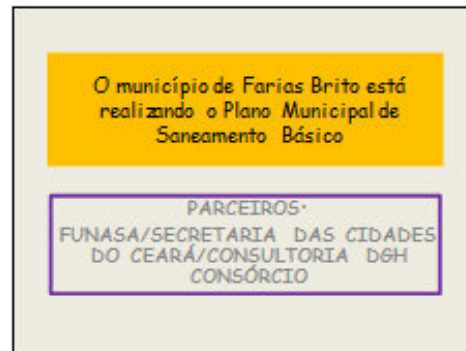 O município de Farias Brito está
realizando o Plano Municipal de
Saneamento Básico
PARCEIROS:
FUNASA/SECRETARIA DAS CIDADES
DO CEARÁ/CONSULTORIA DGH
CONSÓRCIO